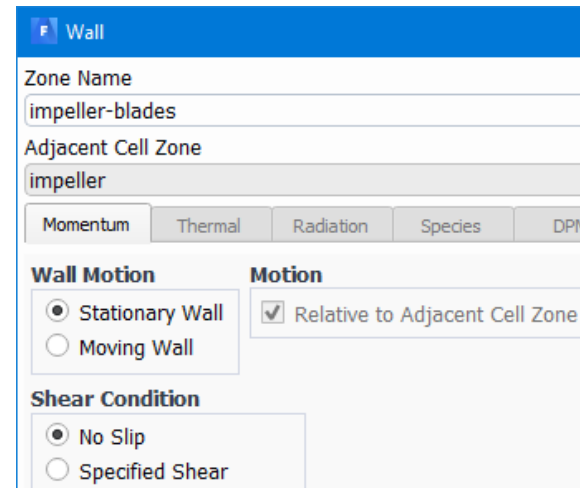 F Wall
Zone Name
impeller-blades
Adjacent Cell Zone
impeller
Momentum Thermal Radiation Species DPM
Wall Motion Motion
Stationary Wall Relative to Adjacent Cell Zone
Moving Wall
Shear Condition
No Slip
Specified Shear